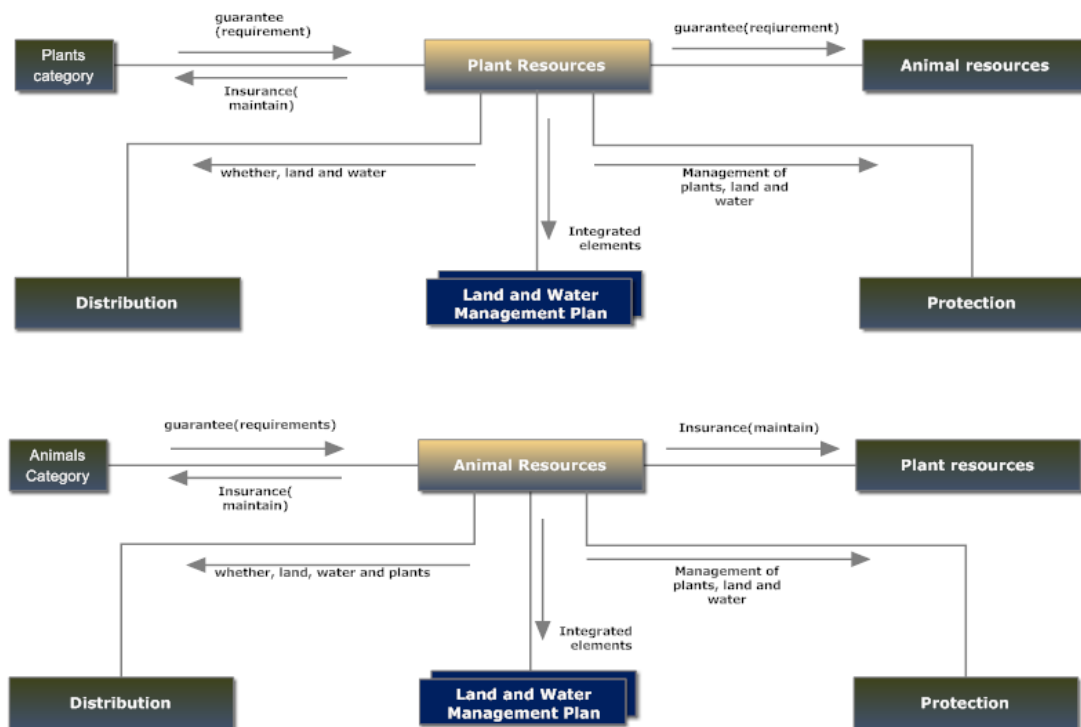 guarantee
(requirement)
guarantee(reqiurement)
Plants
category
Plant Resources
Animal resources
Insurance(
maintain)
whether, land and water
Management of
plants, land and
water
Integrated
elements
Distribution
Land and Water
Management Plan
Protection
guarantee(requirements)
Insurance(maintain)
Animals
Category
Animal Resources
Plant resources
Insurance(
maintain)
whether, land, water and plants
Management of
plants, land and
water
Integrated
elements
Distribution
Land and Water
Management Plan
Protection